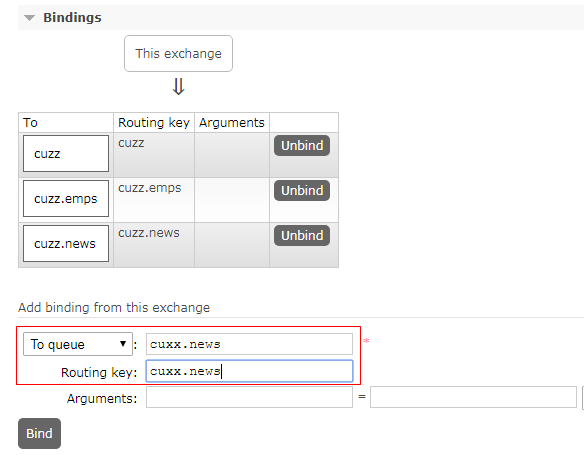 Bindings
This exchange
⇓
To Routing key Arguments
cuzz cuzz Unbind
cuzz.emps cuzz.emps Unbind
cuzz.news cuzz.news Unbind
Add binding from this exchange
To queue ▼ : cuxx.news *
Routing key: cuxx.news
Arguments: =
Bind